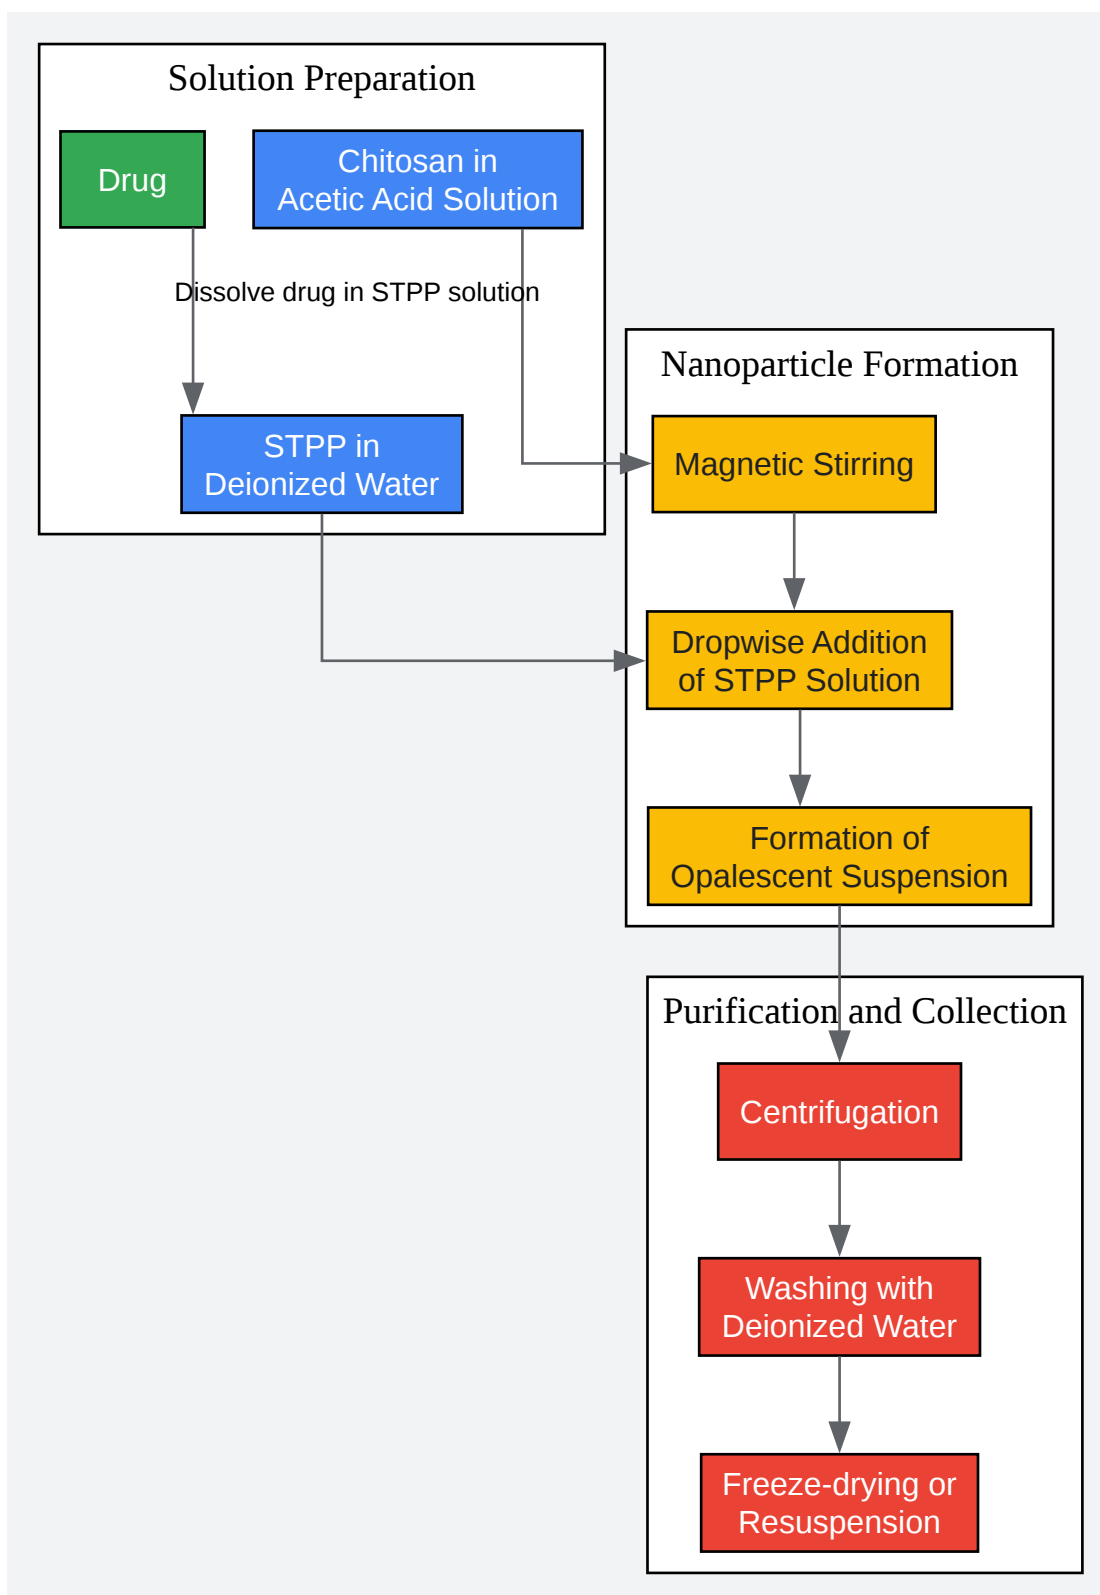 Solution Preparation
Drug
Chitosan in
Acetic Acid Solution
Dissolve drug in STPP solution
STPP in
Deionized Water
Nanoparticle Formation
Magnetic Stirring
Dropwise Addition
of STPP Solution
Formation of
Opalescent Suspension
Purification and Collection
Centrifugation
Washing with
Deionized Water
Freeze-drying or
Resuspension